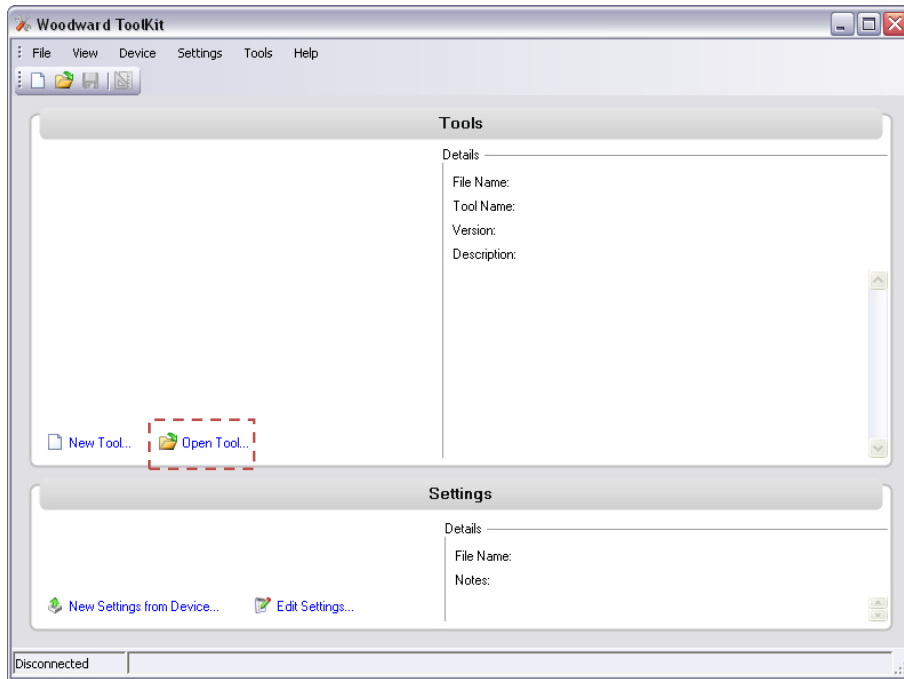 Woodward ToolKit
File View Device Settings Tools Help
Tools
Details
File Name:
Tool Name:
Version:
Description:
New Tool... Open Tool...
Settings
Details
File Name:
Notes:
New Settings from Device... Edit Settings...
Disconnected